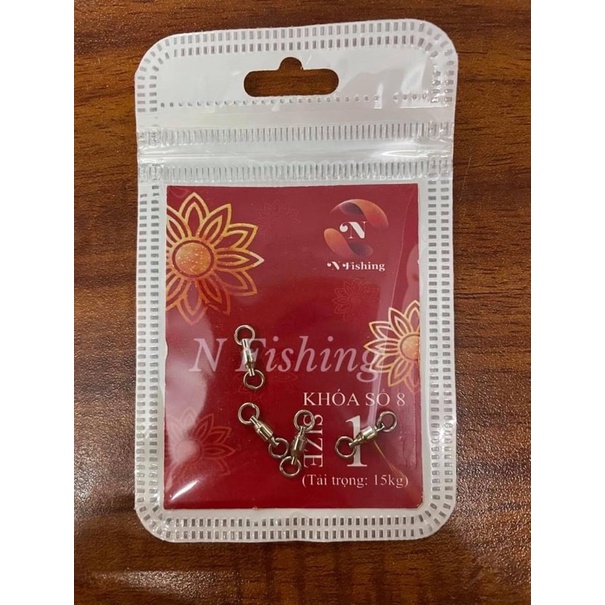 N
N Fishing
N Fishing
KHÓA SỐ 8
SIZE
1
(Tải trọng: 15kg)